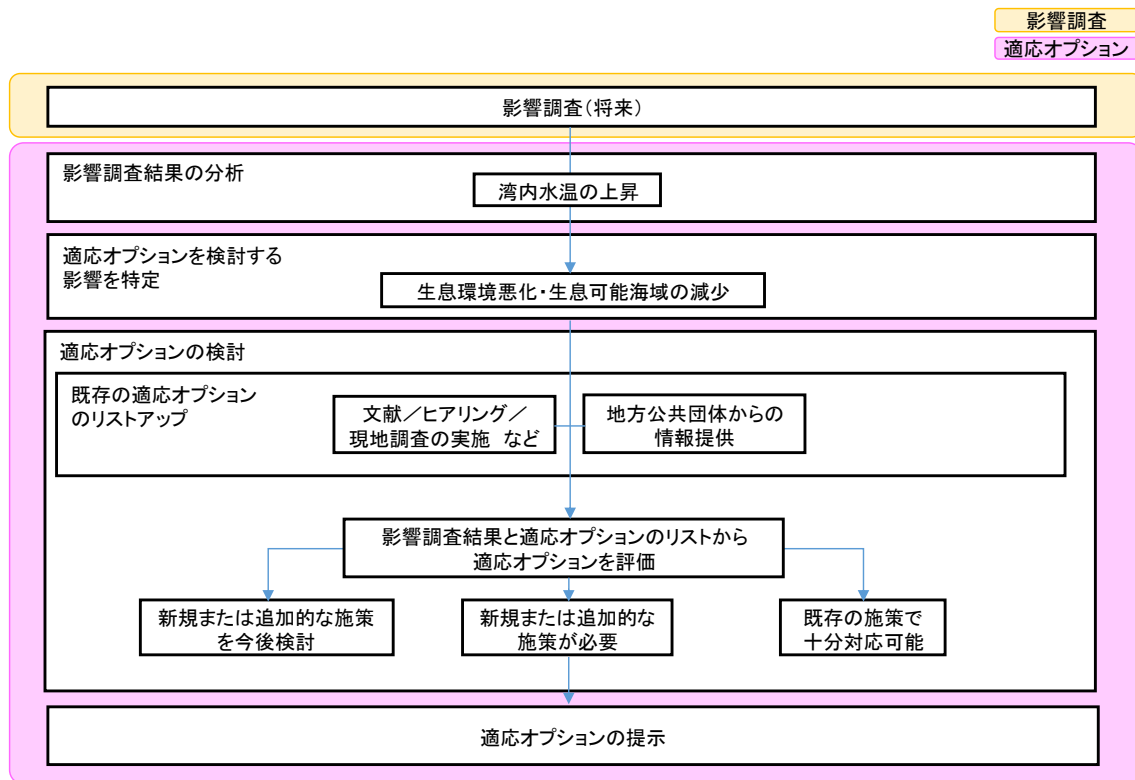 影響調査
適応オプション
影響調査（将来）
影響調査結果の分析
湾内水温の上昇
適応オプションを検討する
影響を特定
生息環境悪化・生息可能海域の減少
適応オプションの検討
既存の適応オプション
のリストアップ
文献／ヒアリング／
現地調査の実施　など
地方公共団体からの
情報提供
影響調査結果と適応オプションのリストから
適応オプションを評価
新規または追加的な施策
を今後検討
新規または追加的な
施策が必要
既存の施策で
十分対応可能
適応オプションの提示